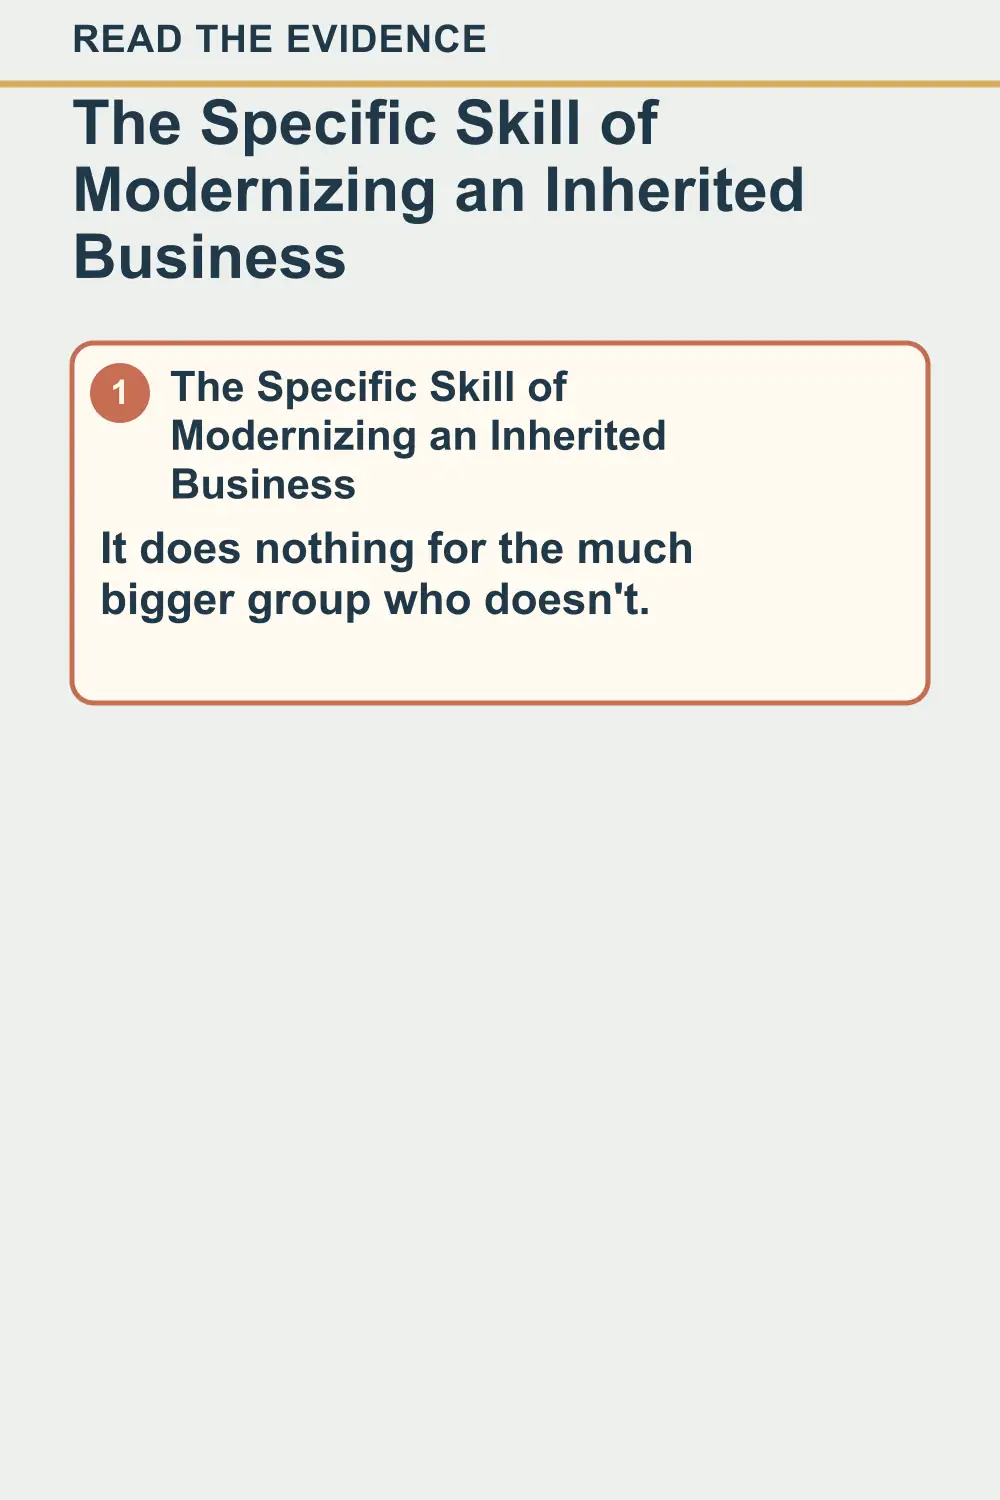 READ THE EVIDENCE
The Specific Skill of
Modernizing an Inherited
Business
1
The Specific Skill of
Modernizing an Inherited
Business
It does nothing for the much
bigger group who doesn't.